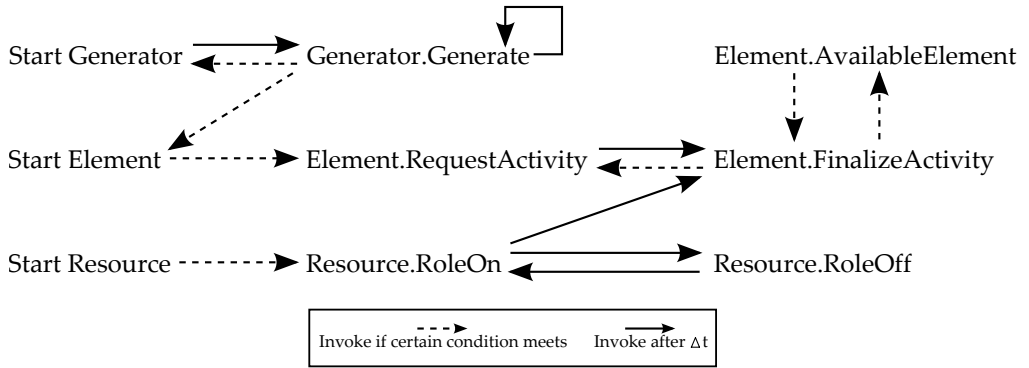 Start Generator Generator.Generate Element.AvailableElement
Start Element Element.RequestActivity Element.FinalizeActivity
Start Resource Resource.RoleOn Resource.RoleOff
Invoke if certain condition meets Invoke after Δt